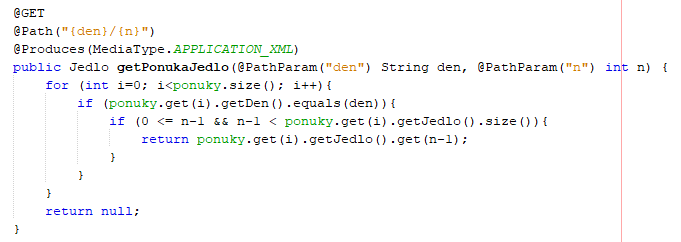 @GET
@Path("{den}/{n}")
@Produces(MediaType.APPLICATION_XML)
public Jedlo getPonukaJedlo(@PathParam("den") String den, @PathParam("n") int n) {
    for (int i=0; i<ponuky.size(); i++){
        if (ponuky.get(i).getDen().equals(den)){
            if (0 <= n-1 && n-1 < ponuky.get(i).getJedlo().size()){
                return ponuky.get(i).getJedlo().get(n-1);
            }
        }
    }
    return null;
}